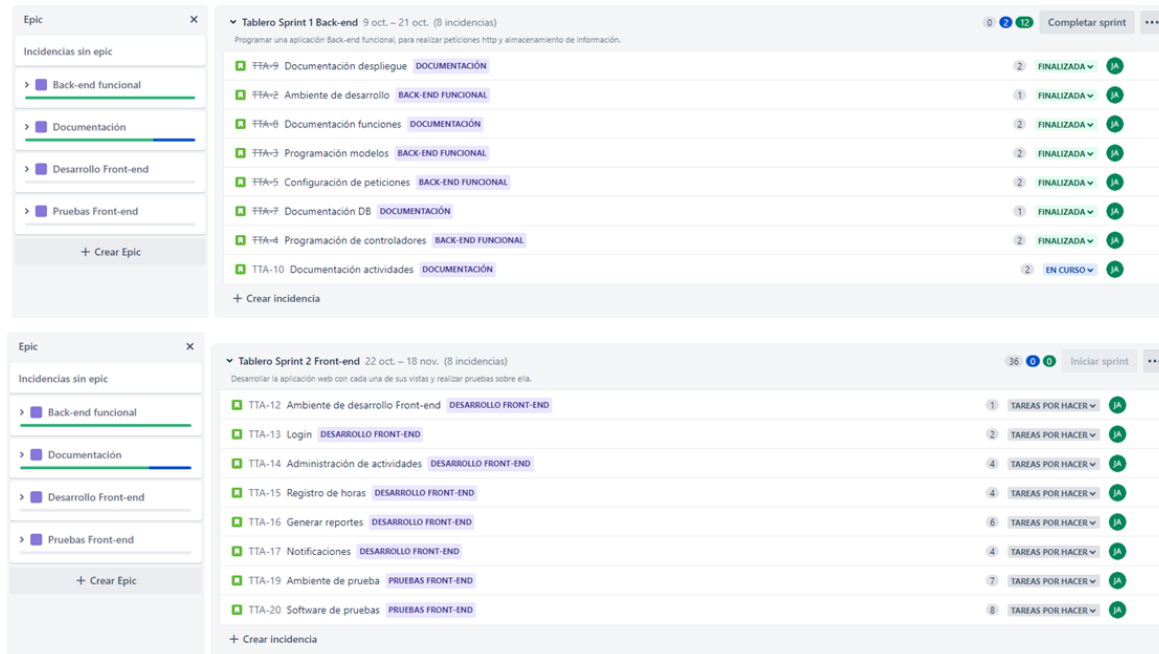 Epic ×
Incidencias sin epic
Back-end funcional
Documentación
Desarrollo Front-end
Pruebas Front-end
+ Crear Epic
Tablero Sprint 1 Back-end 9 oct. – 21 oct. (8 incidencias) 0 2 12 Completar sprint ...
Programar una aplicación Back-end funcional, para realizar peticiones http y almacenamiento de información.
TTA-9 Documentación despliegue DOCUMENTACIÓN 2 FINALIZADA JA
TTA-2 Ambiente de desarrollo BACK-END FUNCIONAL 1 FINALIZADA JA
TTA-8 Documentación funciones DOCUMENTACIÓN 2 FINALIZADA JA
TTA-3 Programación modelos BACK-END FUNCIONAL 2 FINALIZADA JA
TTA-5 Configuración de peticiones BACK-END FUNCIONAL 2 FINALIZADA JA
TTA-7 Documentación DB DOCUMENTACIÓN 1 FINALIZADA JA
TTA-4 Programación de controladores BACK-END FUNCIONAL 2 FINALIZADA JA
TTA-10 Documentación actividades DOCUMENTACIÓN 2 EN CURSO JA
+ Crear incidencia
Epic ×
Incidencias sin epic
Back-end funcional
Documentación
Desarrollo Front-end
Pruebas Front-end
+ Crear Epic
Tablero Sprint 2 Front-end 22 oct. – 18 nov. (8 incidencias) 36 0 0 Iniciar sprint ...
Desarrollar la aplicación web con cada una de sus vistas y realizar pruebas sobre ella.
TTA-12 Ambiente de desarrollo Front-end DESARROLLO FRONT-END 1 TAREAS POR HACER JA
TTA-13 Login DESARROLLO FRONT-END 2 TAREAS POR HACER JA
TTA-14 Administración de actividades DESARROLLO FRONT-END 4 TAREAS POR HACER JA
TTA-15 Registro de horas DESARROLLO FRONT-END 4 TAREAS POR HACER JA
TTA-16 Generar reportes DESARROLLO FRONT-END 6 TAREAS POR HACER JA
TTA-17 Notificaciones DESARROLLO FRONT-END 4 TAREAS POR HACER JA
TTA-19 Ambiente de prueba PRUEBAS FRONT-END 7 TAREAS POR HACER JA
TTA-20 Software de pruebas PRUEBAS FRONT-END 8 TAREAS POR HACER JA
+ Crear incidencia